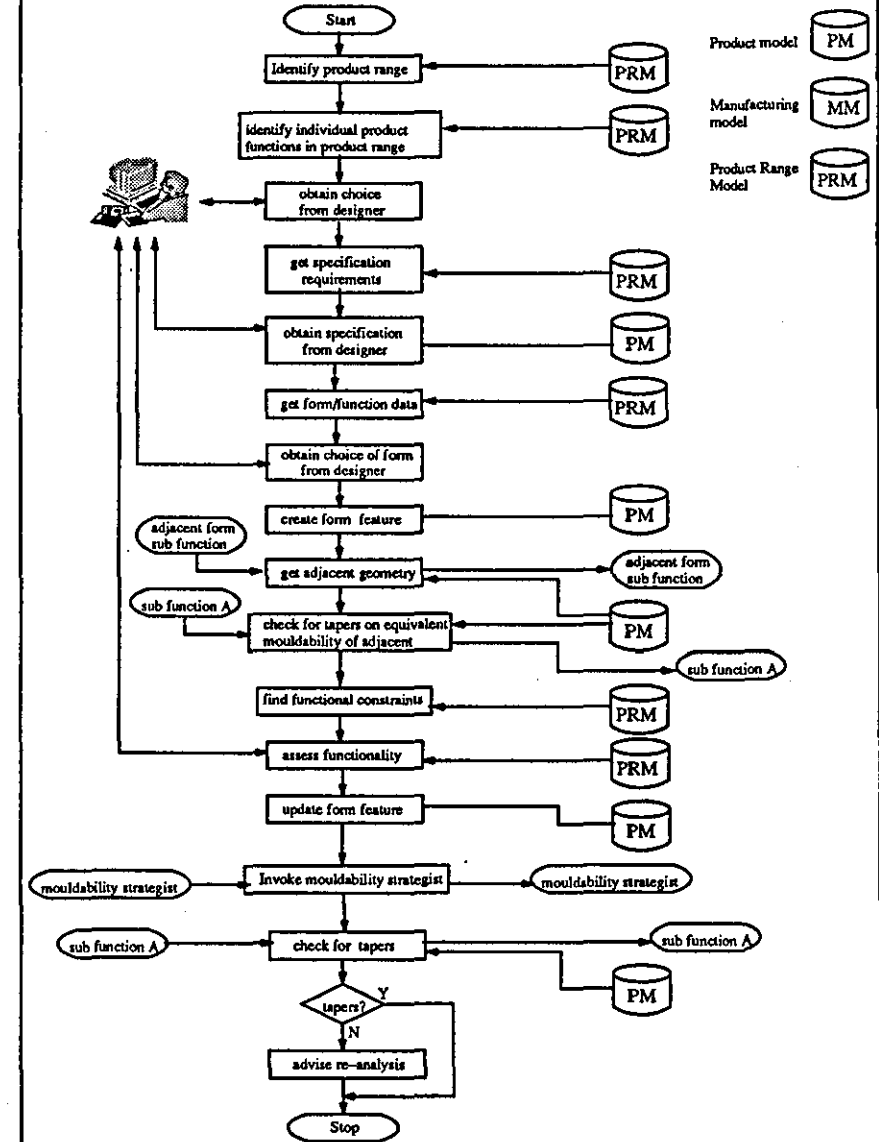 Start
Identify product range
PRM
Product model
PM
Manufacturing
model
MM
Product Range
Model
PRM
identify individual product
functions in product range
PRM
obtain choice
from designer
get specification
requirements
PRM
obtain specification
from designer
PM
get form/function data
PRM
obtain choice of form
from designer
create form feature
PM
adjacent form
sub function
get adjacent geometry
adjacent form
sub function
sub function A
check for tapers on equivalent
mouldability of adjacent
PM
sub function A
find functional constraints
PRM
assess functionality
PRM
update form feature
PM
mouldability strategist
Invoke mouldability strategist
mouldability strategist
sub function A
check for tapers
sub function A
PM
tapers?
Y
N
advise re-analysis
Stop